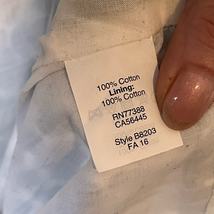 100% Cotton
Lining:
100% Cotton
RN77388
CA56445
Style B8203
FA 16